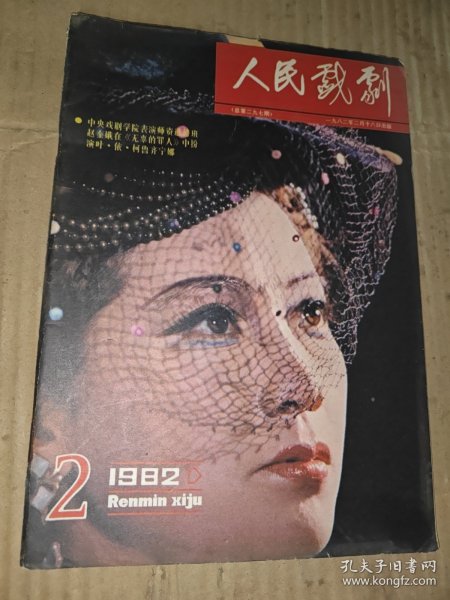 人民戏剧
（总第二九七期）
一九八二年二月十八日出版
中央戏剧学院表演师资进修班
赵奎娥在《无辜的罪人》中扮
演叶·依·柯鲁齐宁娜
2
1982
Renmin xiju
孔夫子旧书网
www.kongfz.com